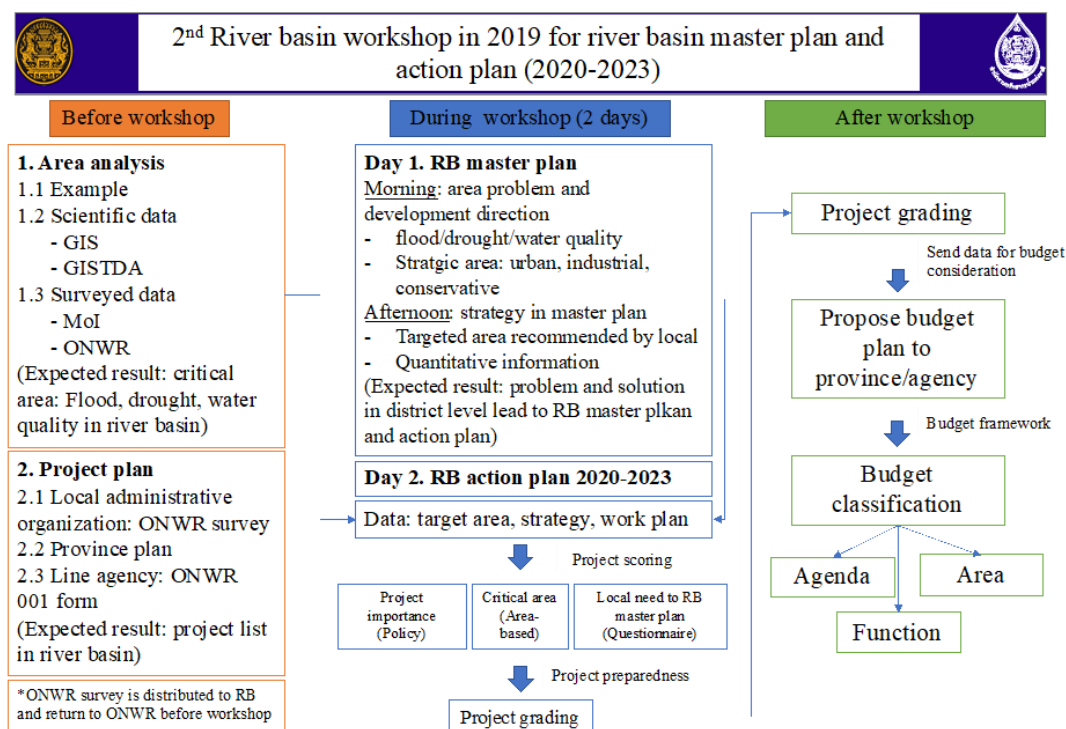 2nd River basin workshop in 2019 for river basin master plan and
action plan (2020-2023)
Before workshop
1. Area analysis
1.1 Example
1.2 Scientific data
- GIS
- GISTDA
1.3 Surveyed data
- MoI
- ONWR
(Expected result: critical
area: Flood, drought, water
quality in river basin)
2. Project plan
2.1 Local administrative
organization: ONWR survey
2.2 Province plan
2.3 Line agency: ONWR
001 form
(Expected result: project list
in river basin)
*ONWR survey is distributed to RB
and return to ONWR before workshop
During workshop (2 days)
Day 1. RB master plan
Morning: area problem and
development direction
- flood/drought/water quality
- Stratgic area: urban, industrial,
conservative
Afternoon: strategy in master plan
- Targeted area recommended by local
- Quantitative information
(Expected result: problem and solution
in district level lead to RB master plkan
and action plan)
Day 2. RB action plan 2020-2023
Data: target area, strategy, work plan
Project scoring
Project
importance
(Policy)
Critical area
(Area-
based)
Local need to RB
master plan
(Questionnaire)
Project preparedness
Project grading
After workshop
Project grading
Send data for budget
consideration
Propose budget
plan to
province/agency
Budget framework
Budget
classification
Agenda
Area
Function